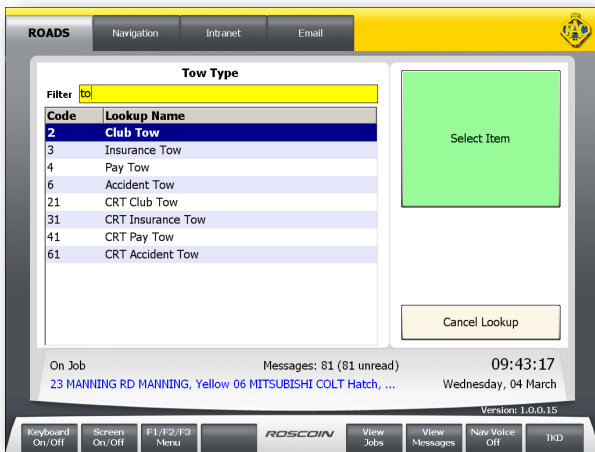 ROADS Navigation Intranet Email
RAC
Tow Type
Filter to
Code Lookup Name
2 Club Tow
3 Insurance Tow
4 Pay Tow
6 Accident Tow
21 CRT Club Tow
31 CRT Insurance Tow
41 CRT Pay Tow
61 CRT Accident Tow
Select Item
Cancel Lookup
On Job Messages: 81 (81 unread) 09:43:17
23 MANNING RD MANNING, Yellow 06 MITSUBISHI COLT Hatch, ... Wednesday, 04 March
Version: 1.0.0.15
Keyboard On/Off
Screen On/Off
F1/F2/F3 Menu
ROSCOIN
View Jobs
View Messages
Nav Voice Off
TKD